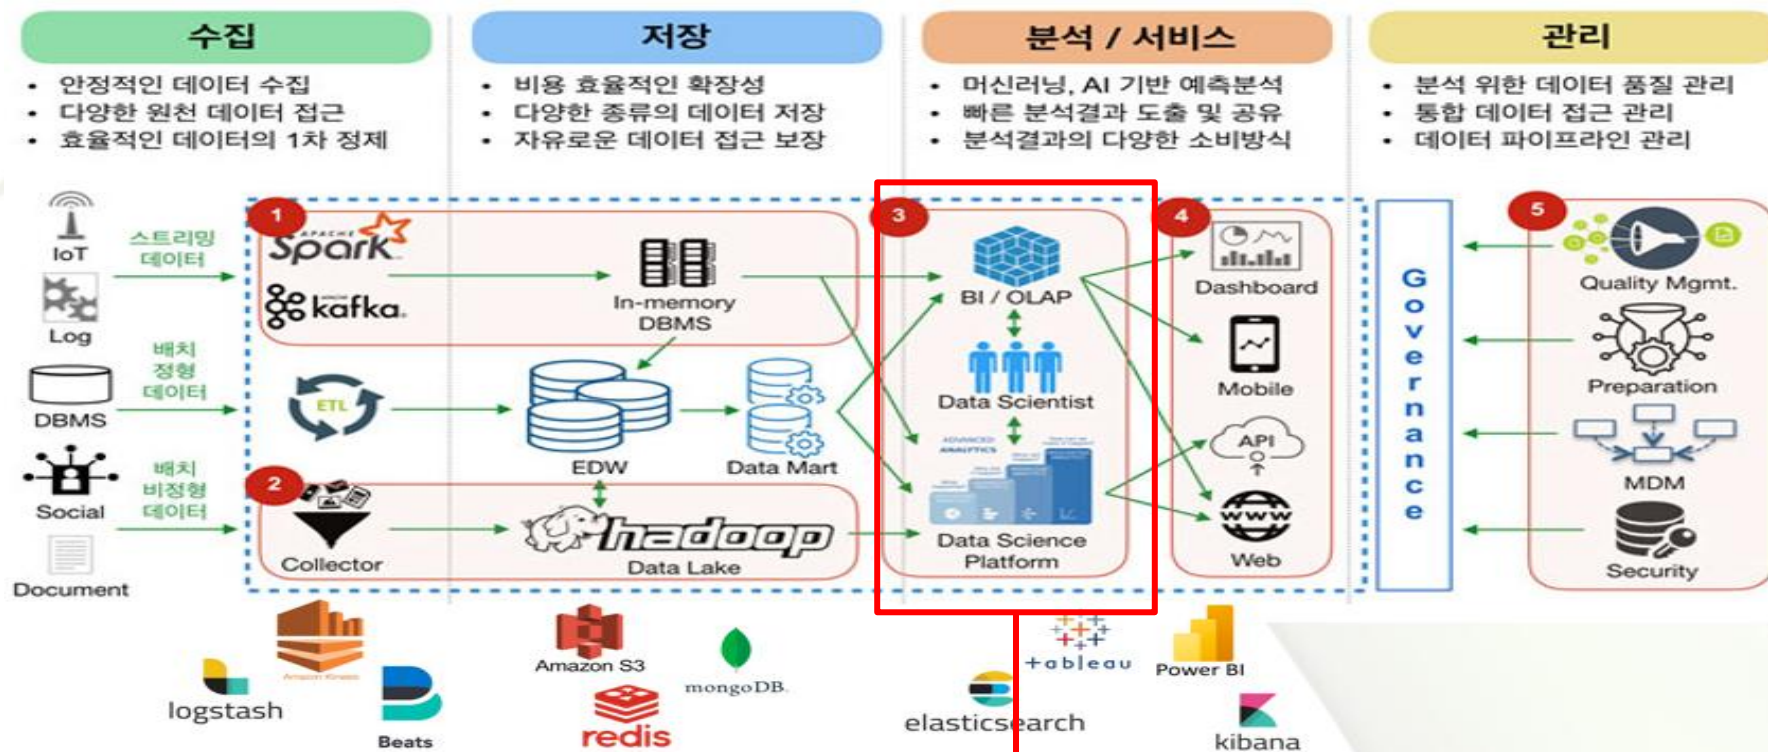 수집
• 안정적인 데이터 수집
• 다양한 원천 데이터 접근
• 효율적인 데이터의 1차 정제
저장
• 비용 효율적인 확장성
• 다양한 종류의 데이터 저장
• 자유로운 데이터 접근 보장
분석 / 서비스
• 머신러닝, AI 기반 예측분석
• 빠른 분석결과 도출 및 공유
• 분석결과의 다양한 소비방식
관리
• 분석 위한 데이터 품질 관리
• 통합 데이터 접근 관리
• 데이터 파이프라인 관리
IoT
Log
DBMS
Social
Document
스트리밍
데이터
배치
정형
데이터
배치
비정형
데이터
1
APACHE
Spark
kafka.
In-memory
DBMS
ETL
EDW
Data Mart
2
Collector
hadoop
Data Lake
3
BI / OLAP
Data Scientist
ADVANCED
ANALYTICS
Data Science
Platform
4
Dashboard
Mobile
API
www
Web
Governance
5
Quality Mgmt.
Preparation
MDM
Security
logstash
Amazon Kinesis
Beats
Amazon S3
redis
mongoDB.
elasticsearch
+ableau
Power BI
kibana